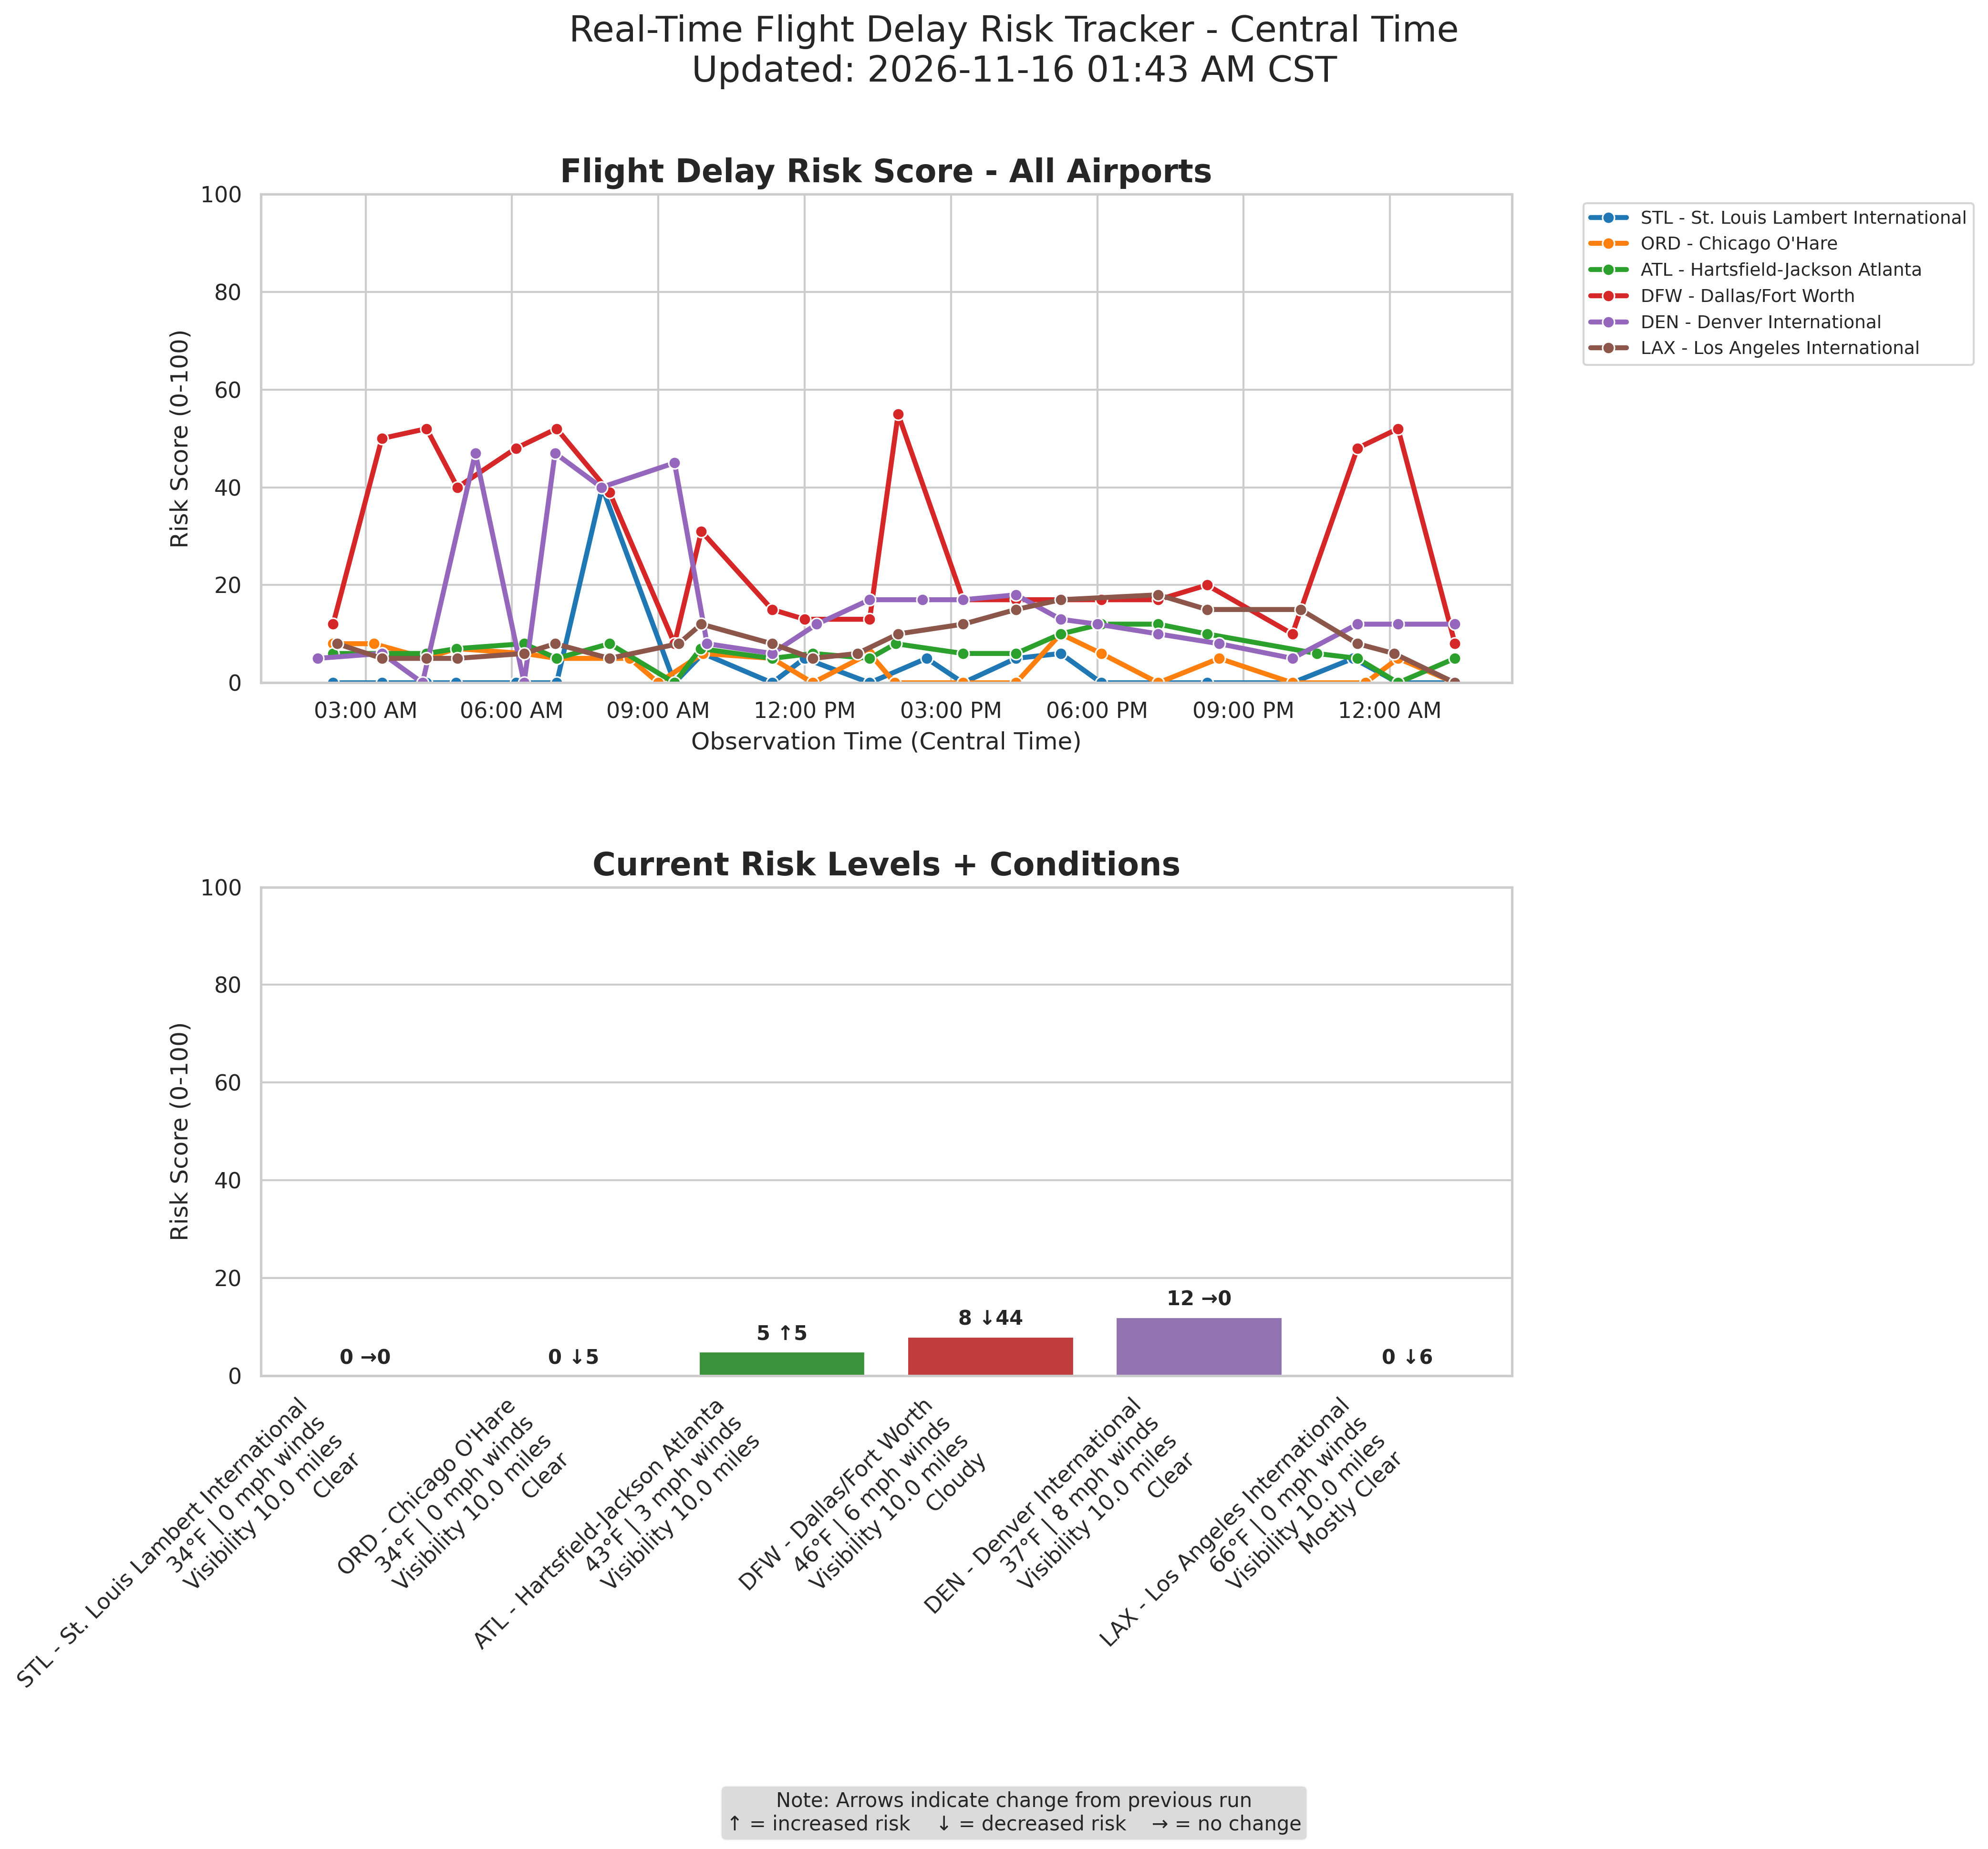 Real-Time Flight Delay Risk Tracker - Central Time
Updated: 2026-11-16 01:43 AM CST
Flight Delay Risk Score - All Airports
100
80
60
40
20
0
Risk Score (0-100)
03:00 AM
06:00 AM
09:00 AM
12:00 PM
03:00 PM
06:00 PM
09:00 PM
12:00 AM
Observation Time (Central Time)
STL - St. Louis Lambert International
ORD - Chicago O'Hare
ATL - Hartsfield-Jackson Atlanta
DFW - Dallas/Fort Worth
DEN - Denver International
LAX - Los Angeles International
Current Risk Levels + Conditions
100
80
60
40
20
0
Risk Score (0-100)
0 →0
0 ↓5
5 ↑5
8 ↓44
12 →0
0 ↓6
STL - St. Louis Lambert International
34°F | 0 mph winds
Visibility 10.0 miles
Clear
ORD - Chicago O'Hare
34°F | 0 mph winds
Visibility 10.0 miles
Clear
ATL - Hartsfield-Jackson Atlanta
43°F | 3 mph winds
Visibility 10.0 miles
DFW - Dallas/Fort Worth
46°F | 6 mph winds
Visibility 10.0 miles
Cloudy
DEN - Denver International
37°F | 8 mph winds
Visibility 10.0 miles
Clear
LAX - Los Angeles International
66°F | 0 mph winds
Visibility 10.0 miles
Mostly Clear
Note: Arrows indicate change from previous run
↑ = increased risk ↓ = decreased risk → = no change